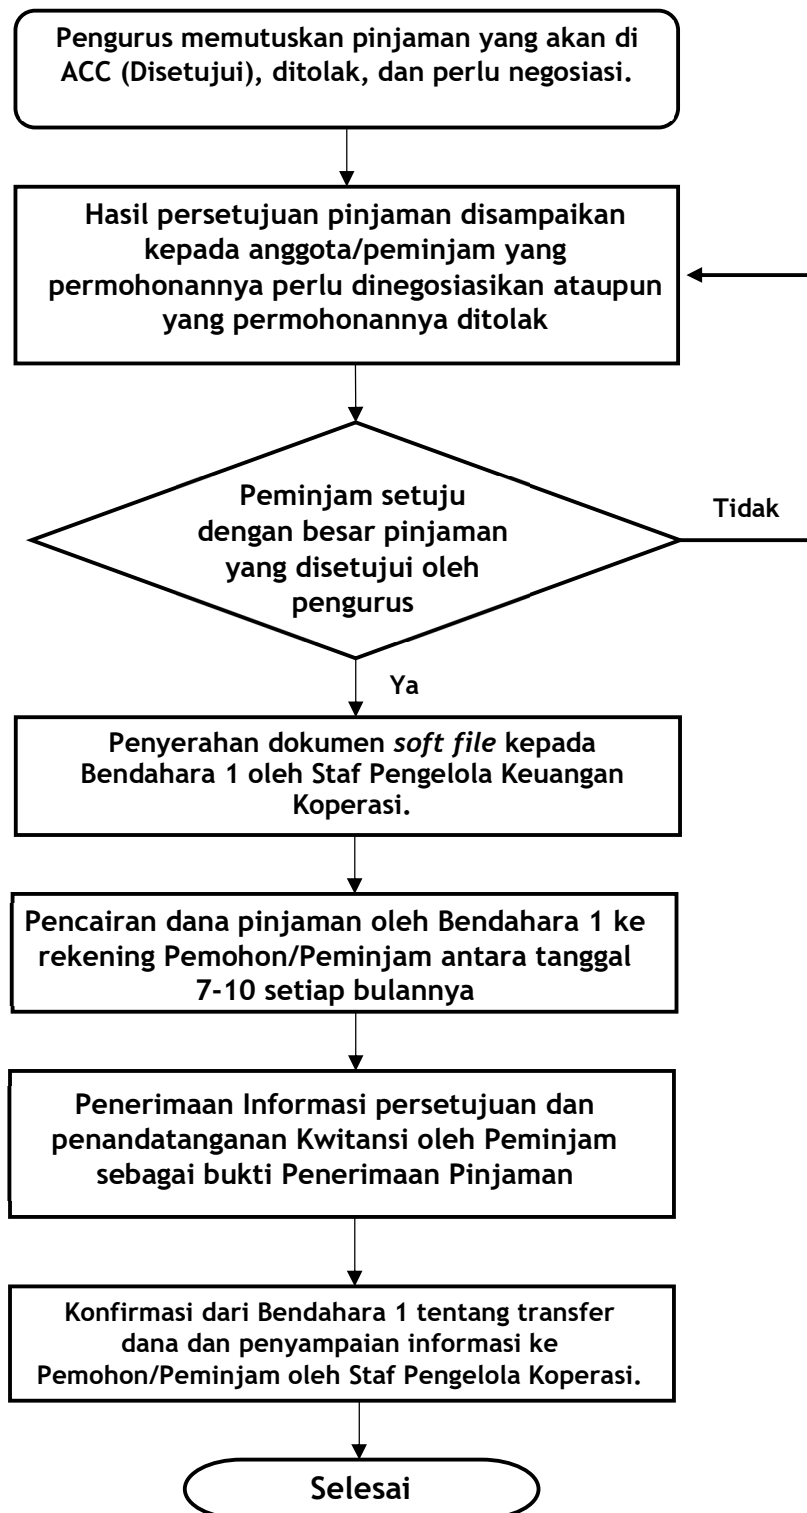 Pengurus memutuskan pinjaman yang akan di
ACC (Disetujui), ditolak, dan perlu negosiasi.
Hasil persetujuan pinjaman disampaikan
kepada anggota/peminjam yang
permohonannya perlu dinegosiasikan ataupun
yang permohonannya ditolak
Peminjam setuju
dengan besar pinjaman
yang disetujui oleh
pengurus
Tidak
Ya
Penyerahan dokumen soft file kepada
Bendahara 1 oleh Staf Pengelola Keuangan
Koperasi.
Pencairan dana pinjaman oleh Bendahara 1 ke
rekening Pemohon/Peminjam antara tanggal
7-10 setiap bulannya
Penerimaan Informasi persetujuan dan
penandatanganan Kwitansi oleh Peminjam
sebagai bukti Penerimaan Pinjaman
Konfirmasi dari Bendahara 1 tentang transfer
dana dan penyampaian informasi ke
Pemohon/Peminjam oleh Staf Pengelola Koperasi.
Selesai